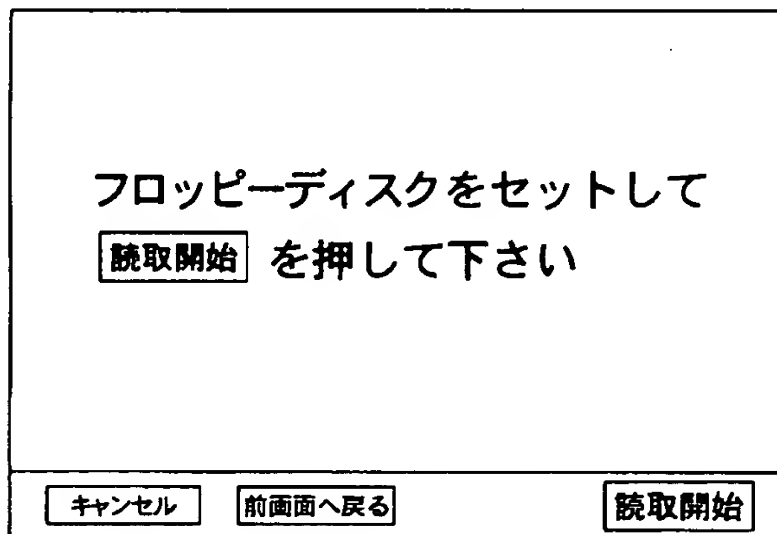 フロッピーディスクをセットして
読取開始 を押して下さい
キャンセル 前画面へ戻る 読取開始